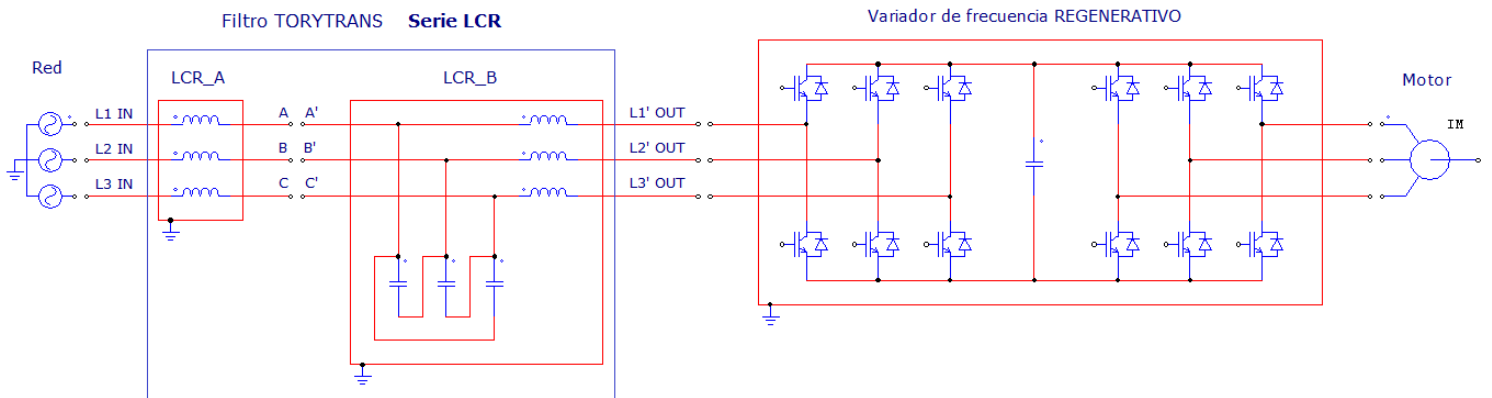 Filtro TORYTRANS Serie LCR
Variador de frecuencia REGENERATIVO
Red
LCR_A
LCR_B
Motor
L1 IN
A
A'
L1' OUT
IM
L2 IN
B
B'
L2' OUT
L3 IN
C
C'
L3' OUT